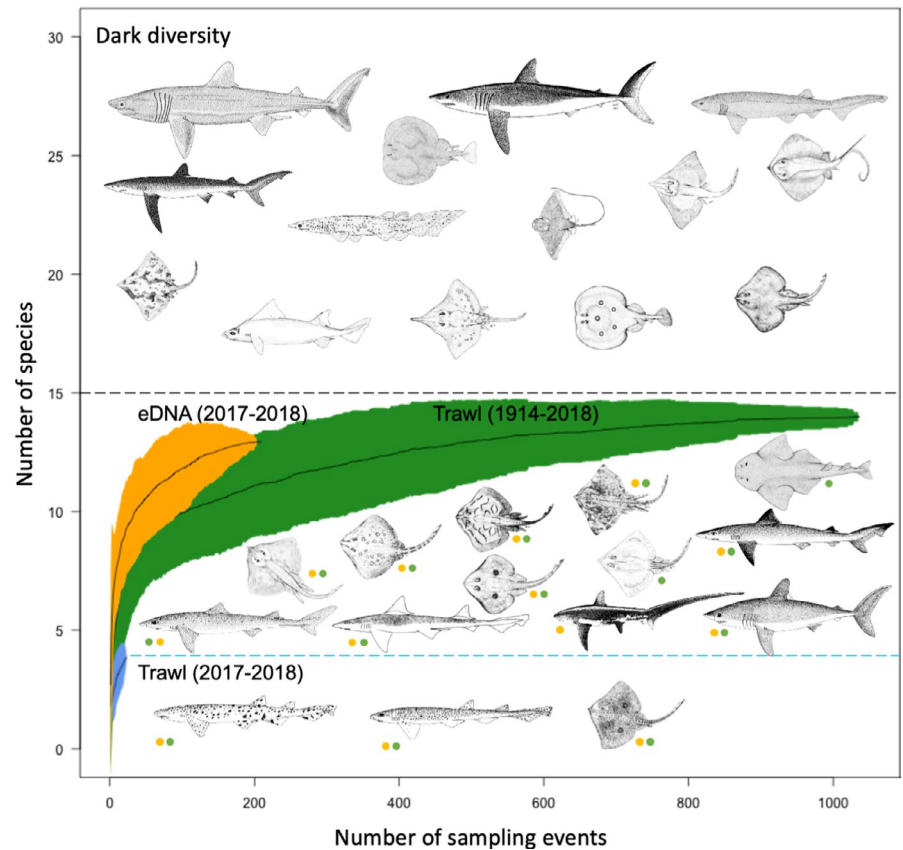 Dark diversity
30
25
20
15
10
5
0
Number of species
eDNA (2017-2018)
Trawl (1914-2018)
Trawl (2017-2018)
0
200
400
600
800
1000
Number of sampling events